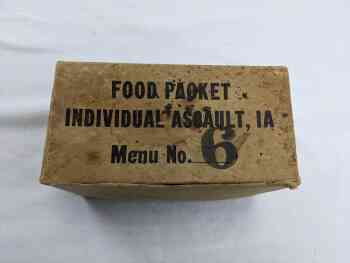 FOOD PACKET
INDIVIDUAL ASSAULT, IA
Menu No. 6